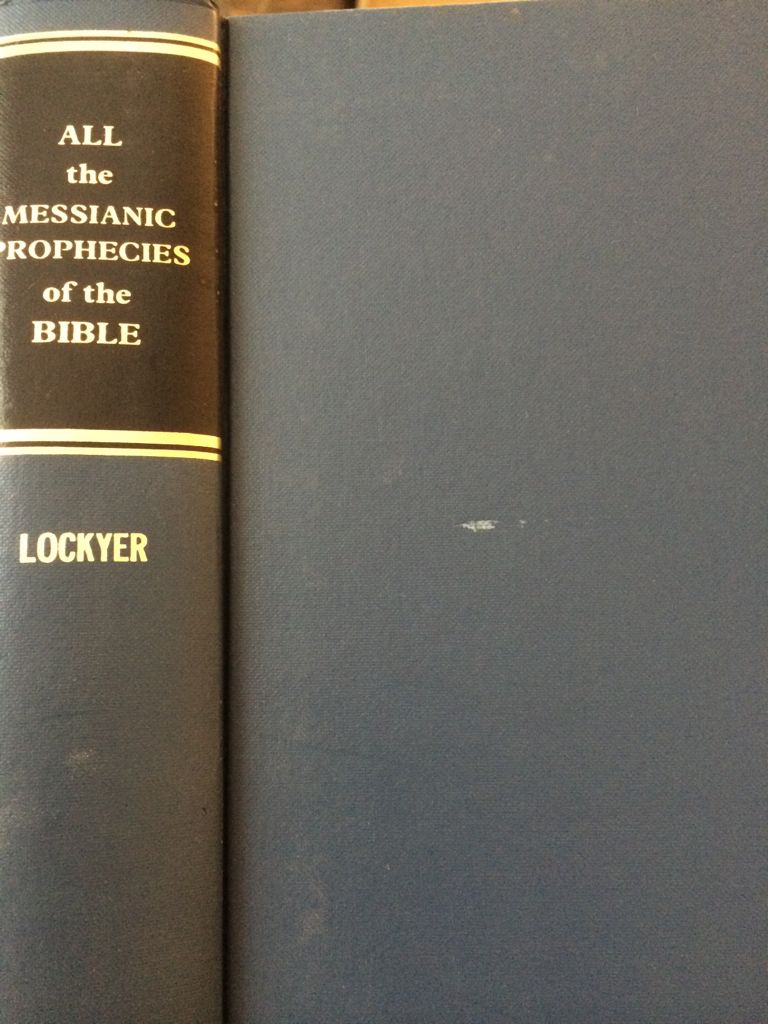 ALL
the
MESSIANIC
PROPHECIES
of the
BIBLE
LOCKYER